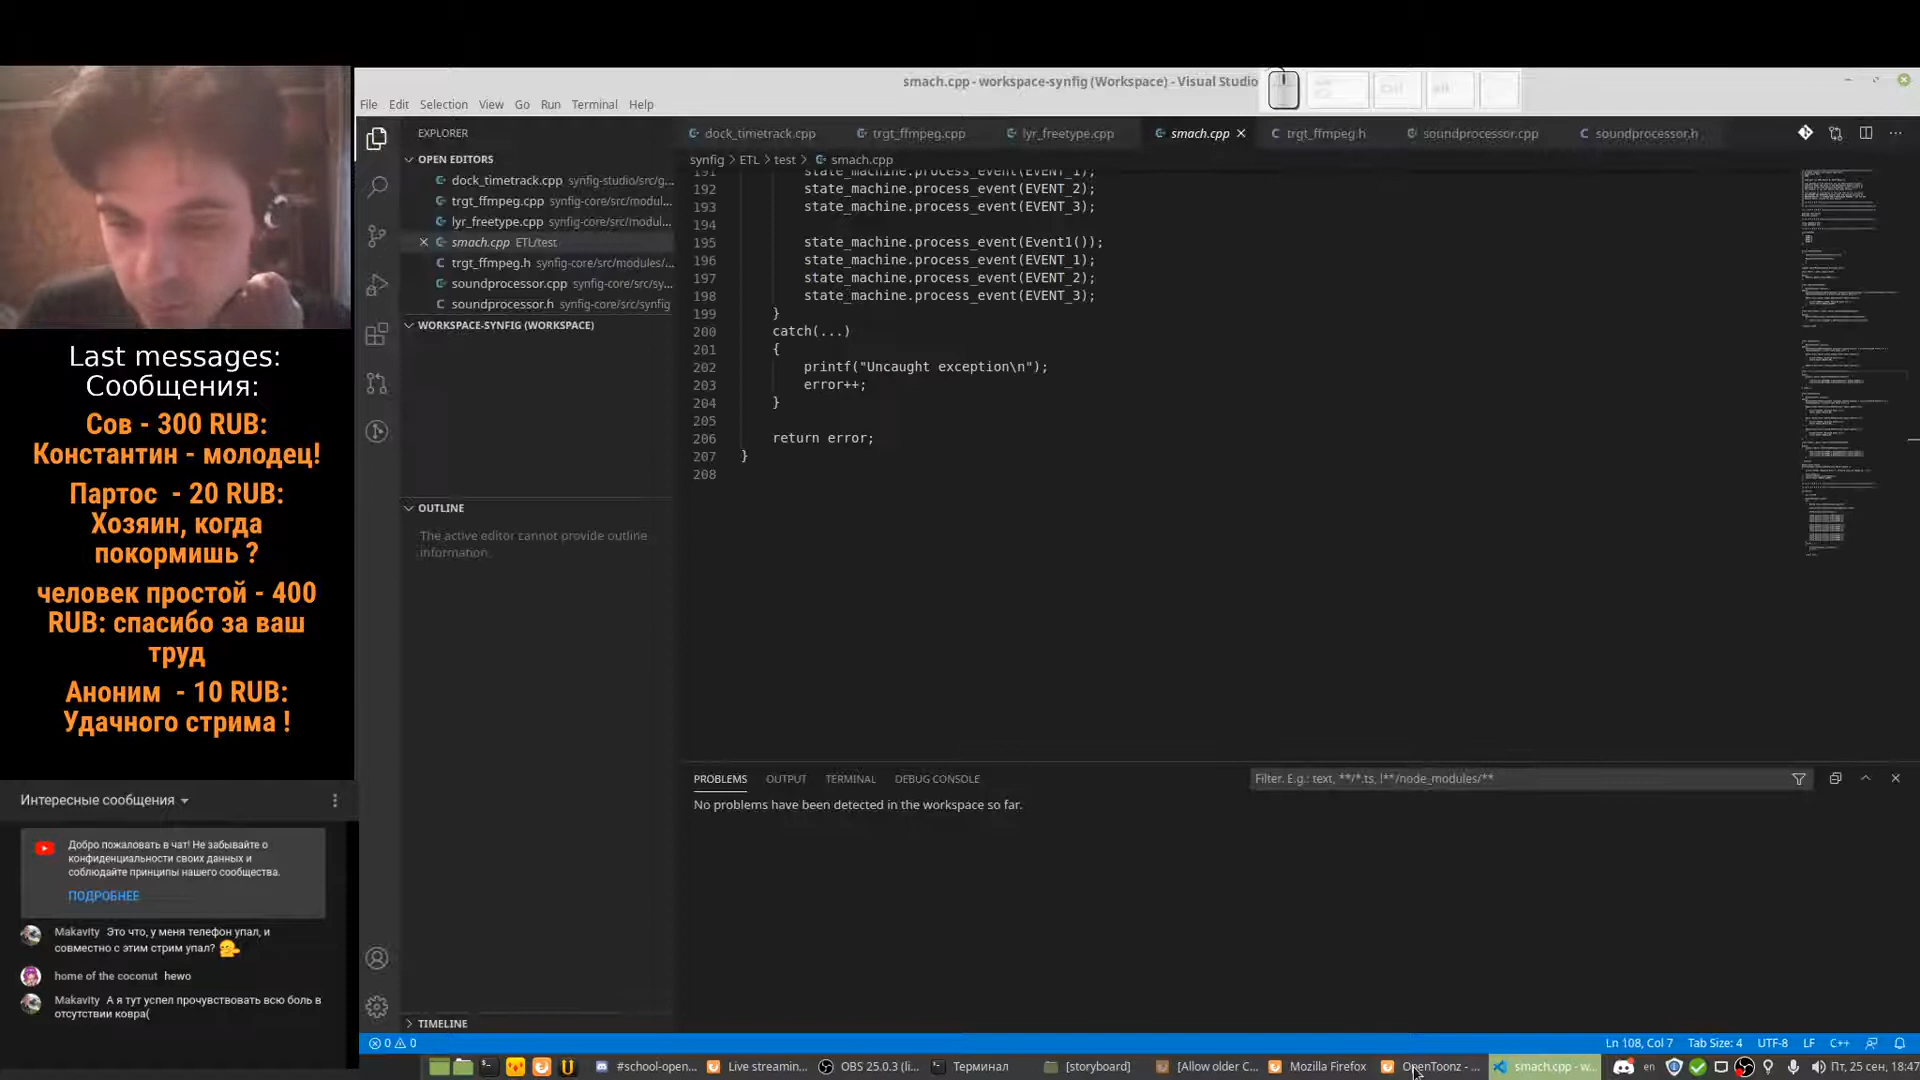 smach.cpp - workspace-synfig (Workspace) - Visual Studio
File Edit Selection View Go Run Terminal Help
EXPLORER
OPEN EDITORS
dock_timetrack.cpp synfig-studio/src/g...
trgt_ffmpeg.cpp synfig-core/src/modul...
lyr_freetype.cpp synfig-core/src/modul...
smach.cpp ETL/test
trgt_ffmpeg.h synfig-core/src/modules/...
soundprocessor.cpp synfig-core/src/sy...
soundprocessor.h synfig-core/src/synfig
WORKSPACE-SYNFIG (WORKSPACE)
OUTLINE
The active editor cannot provide outline
information.
TIMELINE
dock_timetrack.cpp trgt_ffmpeg.cpp lyr_freetype.cpp smach.cpp trgt_ffmpeg.h soundprocessor.cpp soundprocessor.h
synfig > ETL > test > smach.cpp
191 state_machine.process_event(EVENT_1);
192 state_machine.process_event(EVENT_2);
193 state_machine.process_event(EVENT_3);
194
195 state_machine.process_event(Event1());
196 state_machine.process_event(EVENT_1);
197 state_machine.process_event(EVENT_2);
198 state_machine.process_event(EVENT_3);
199 }
200 catch(...)
201 {
202 printf("Uncaught exception\n");
203 error++;
204 }
205
206 return error;
207 }
208
PROBLEMS OUTPUT TERMINAL DEBUG CONSOLE
Filter. E.g.: text, **/*.ts, !**/node_modules/**
No problems have been detected in the workspace so far.
Last messages:
Сообщения:
Сов - 300 RUB:
Константин - молодец!
Партос - 20 RUB:
Хозяин, когда
покормишь ?
человек простой - 400
RUB: спасибо за ваш
труд
Аноним - 10 RUB:
Удачного стрима !
Интересные сообщения
Добро пожаловать в чат! Не забывайте о
конфиденциальности своих данных и
соблюдайте принципы нашего сообщества.
ПОДРОБНЕЕ
Makavity Это что, у меня телефон упал, и
совместно с этим стрим упал?
home of the coconut hewo
Makavity А я тут успел прочувствовать всю боль в
отсутствии ковра(
0 0
Ln 108, Col 7 Tab Size: 4 UTF-8 LF C++
#school-open... Live streamin... OBS 25.0.3 (li... Терминал [storyboard] [Allow older C... Mozilla Firefox OpenToonz - ... smach.cpp - w... en Пт, 25 сен, 18:47